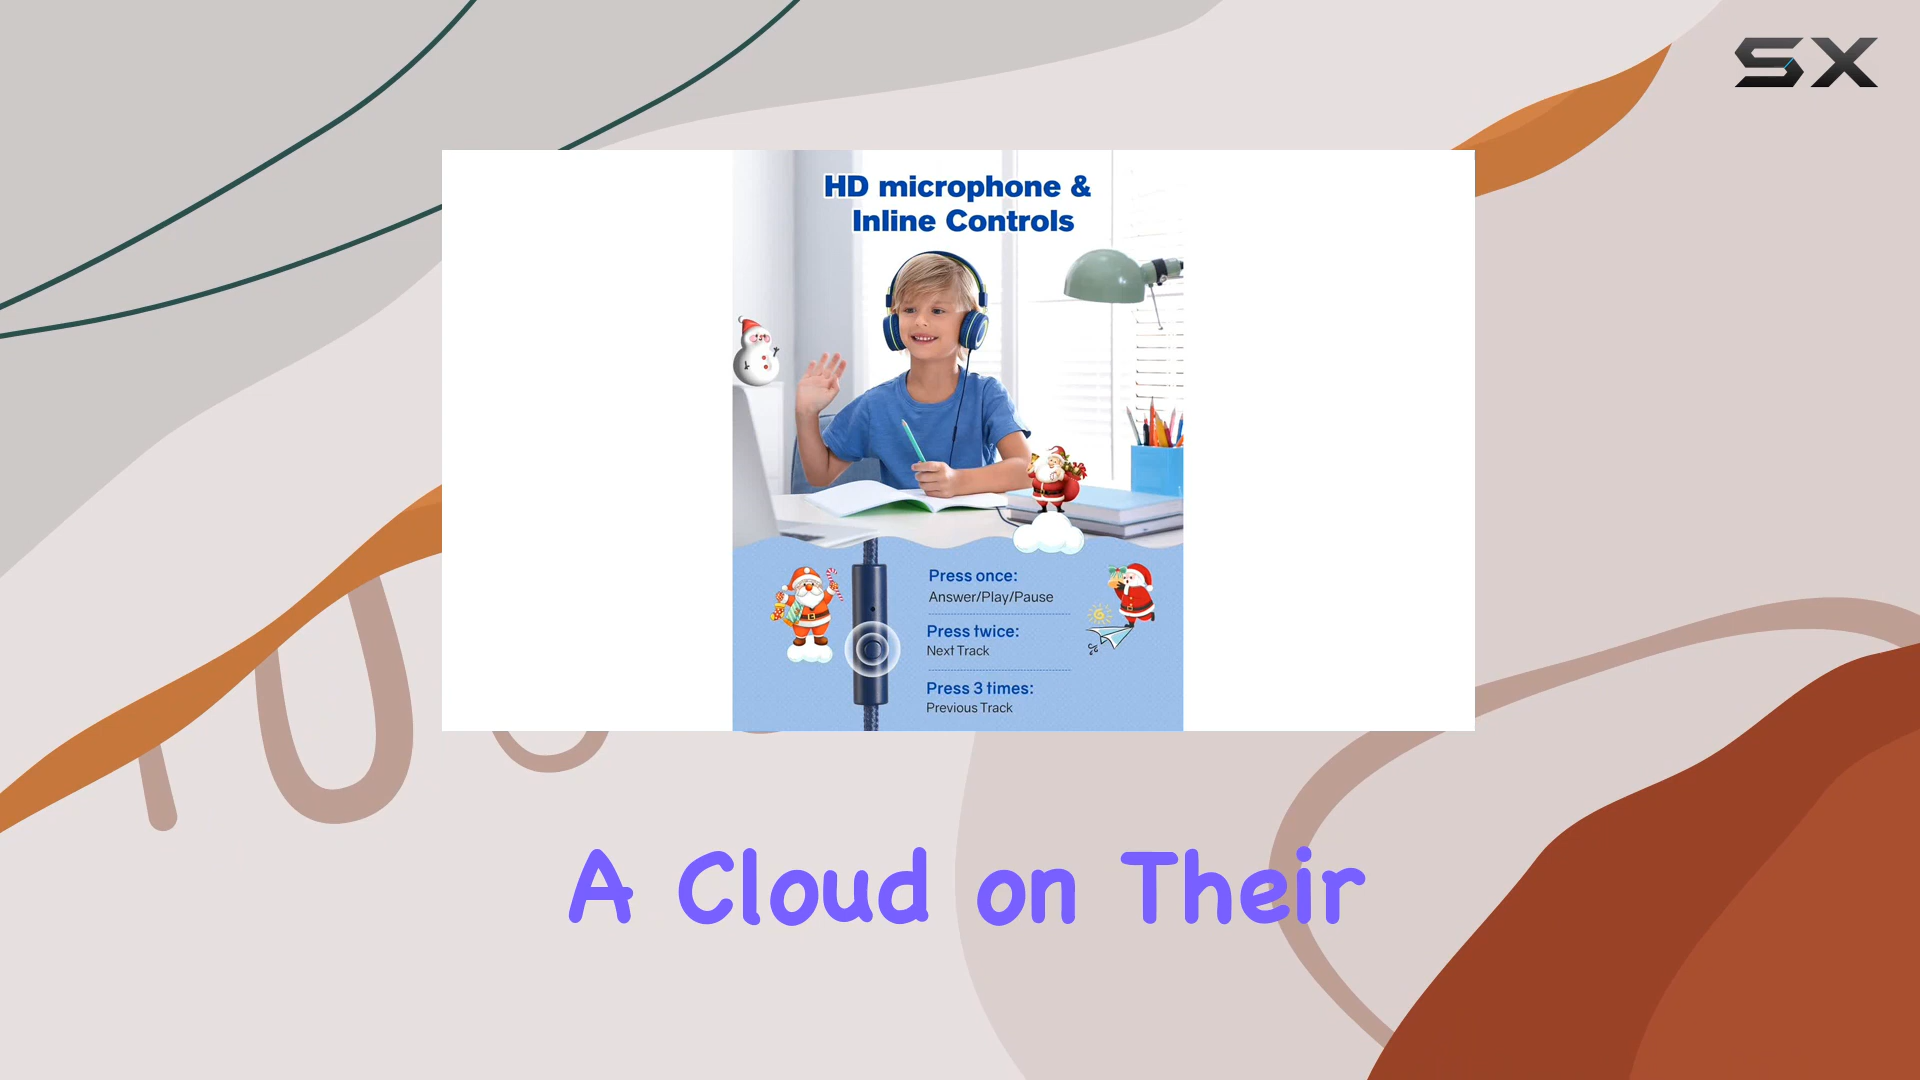 SX
HD microphone &
Inline Controls
Press once:
Answer/Play/Pause
Press twice:
Next Track
Press 3 times:
Previous Track
A Cloud on Their